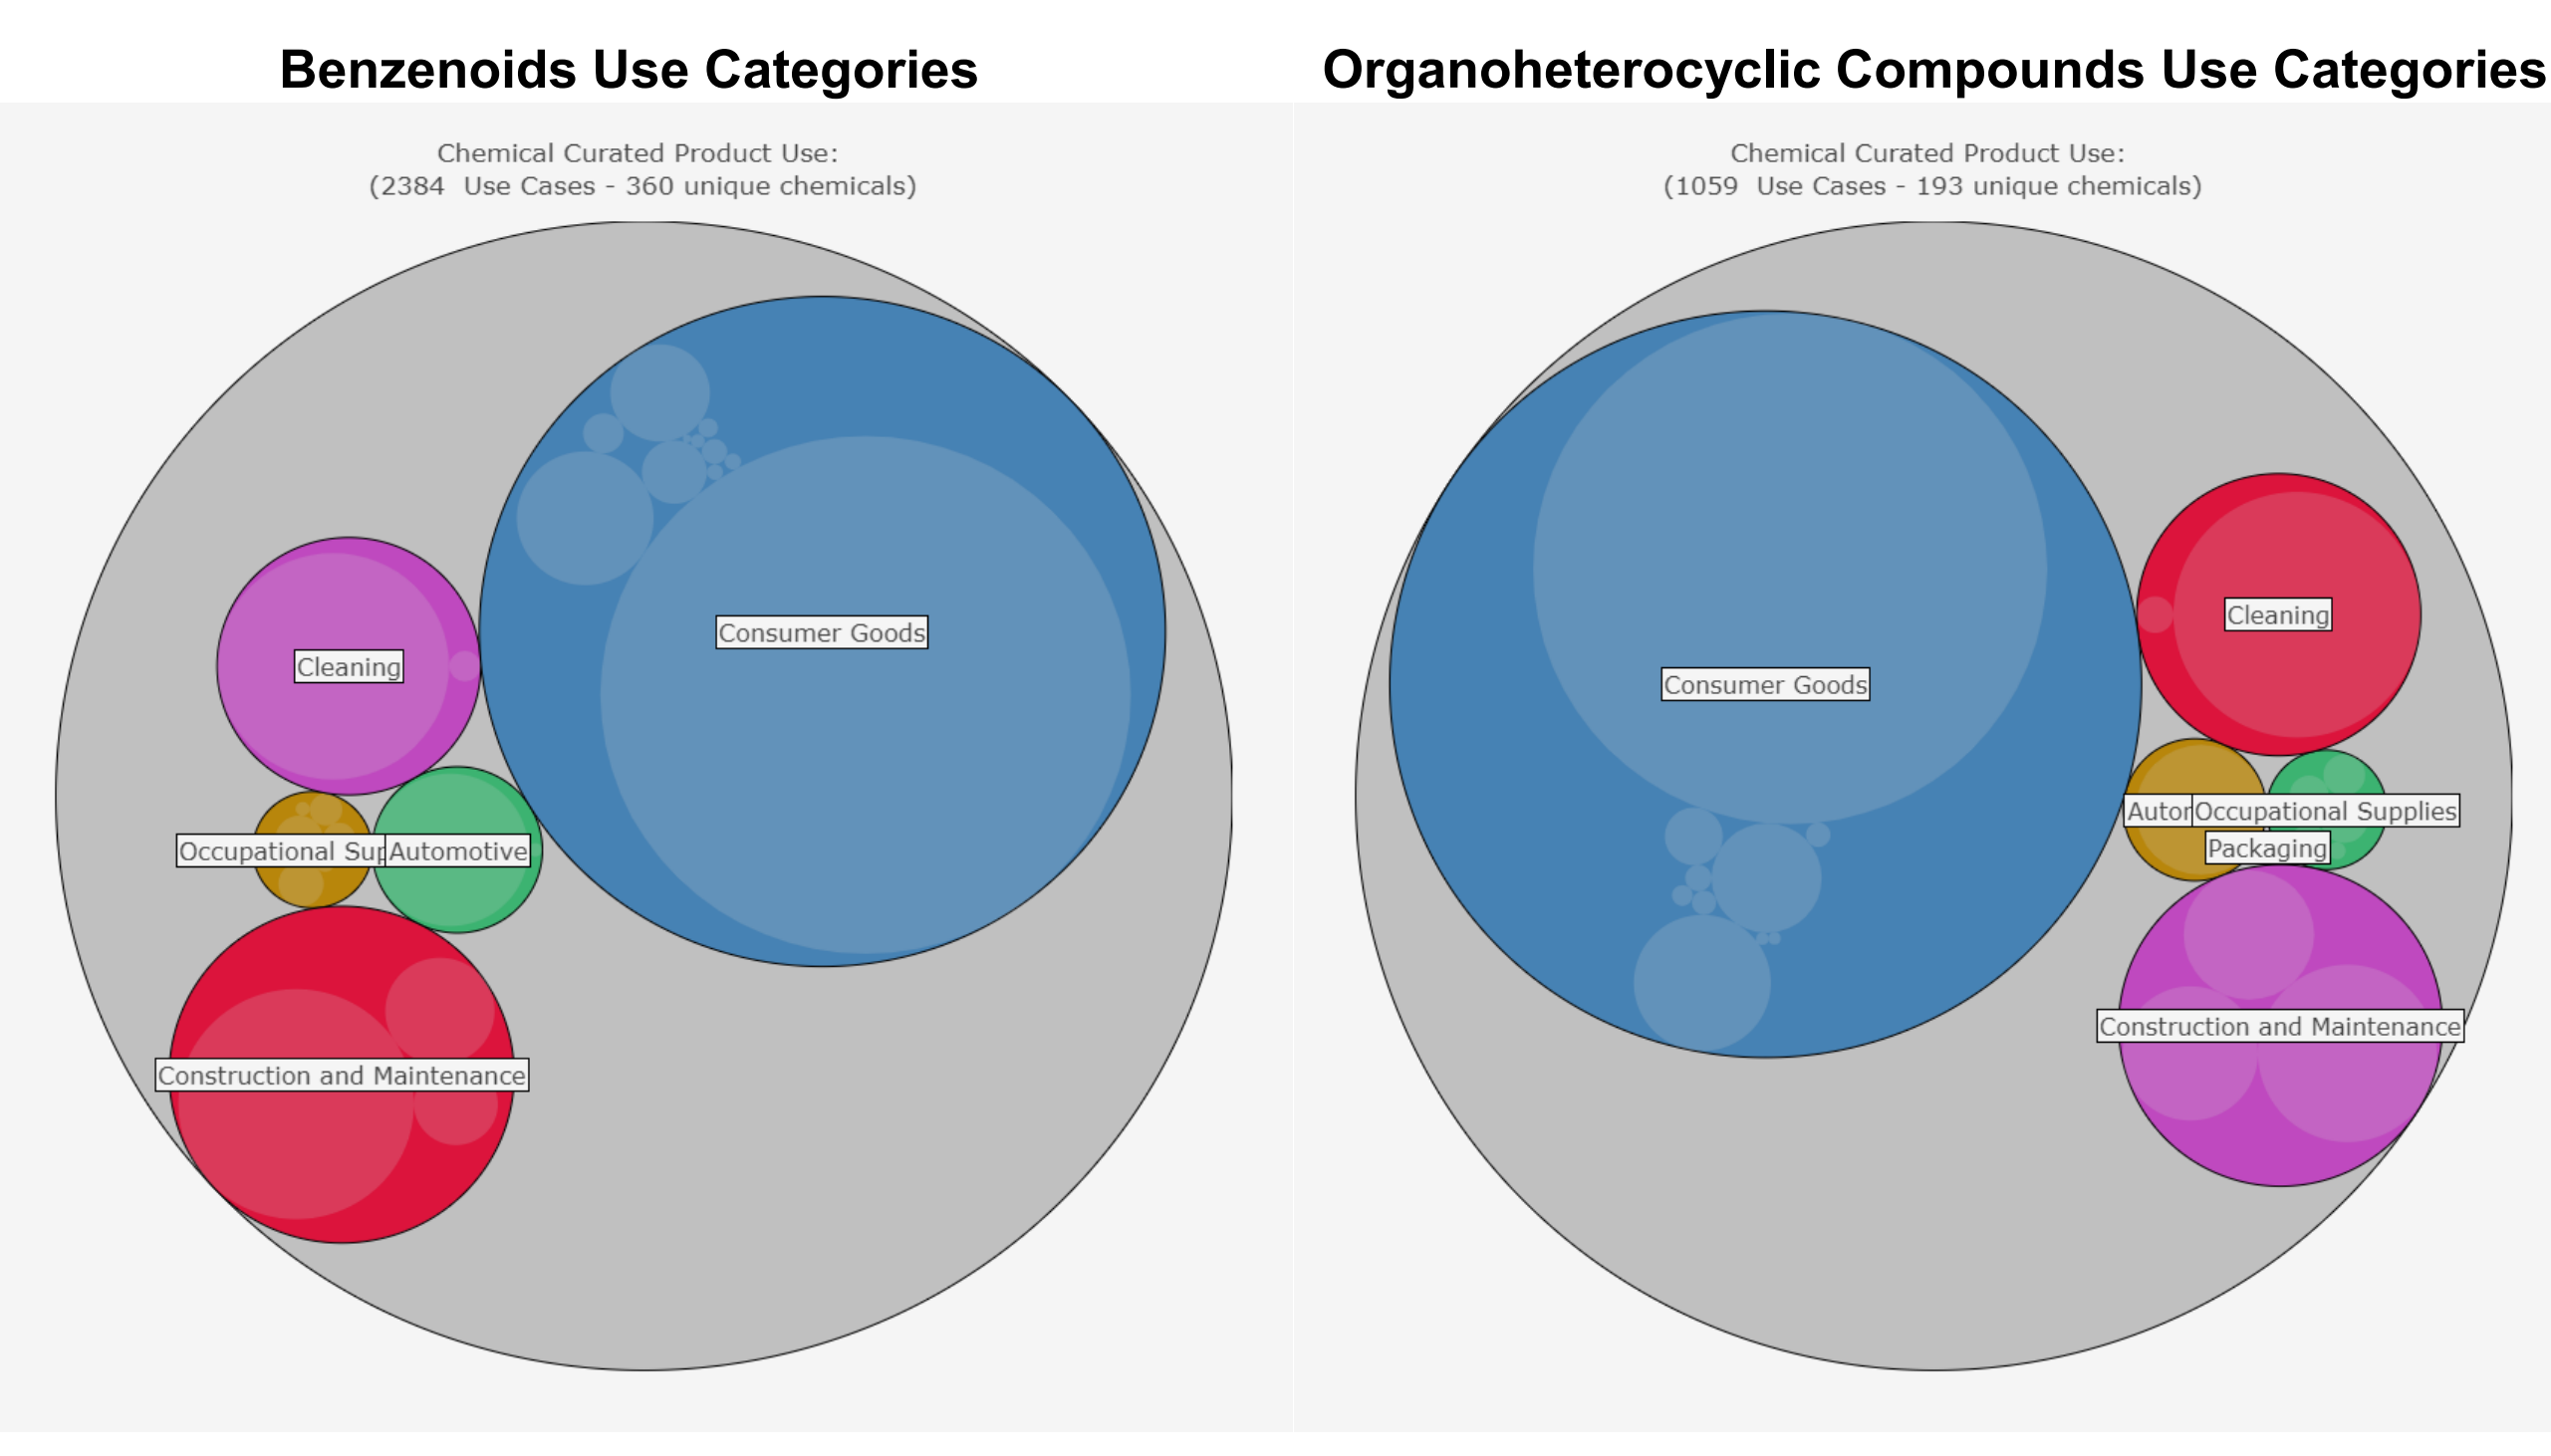 Benzenoids Use Categories
Chemical Curated Product Use:
(2384 Use Cases - 360 unique chemicals)
Consumer Goods
Cleaning
Occupational Sup
Automotive
Construction and Maintenance
Organoheterocyclic Compounds Use Categories
Chemical Curated Product Use:
(1059 Use Cases - 193 unique chemicals)
Cleaning
Consumer Goods
Autor
Occupational Supplies
Packaging
Construction and Maintenance